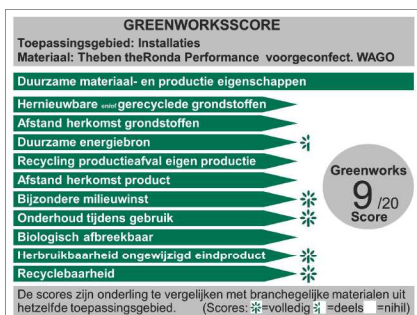 GREENWORKSSCORE
Toepassingsgebied: Installaties
Materiaal: Theben theRonda Performance voorgeconfect. WAGO
Duurzame materiaal- en productie eigenschappen
Hernieuwbare en/of gerecyclede grondstoffen
Afstand herkomst grondstoffen
Duurzame energiebron
Recycling productieafval eigen productie
Afstand herkomst product
Bijzondere milieuwinst
Onderhoud tijdens gebruik
Biologisch afbreekbaar
Herbruikbaarheid ongewijzigd eindproduct
Recyclebaarheid
Greenworks
9 /20
Score
De scores zijn onderling te vergelijken met branchegelijke materialen uit
hetzelfde toepassingsgebied. (Scores: =volledig =deels =nihil)